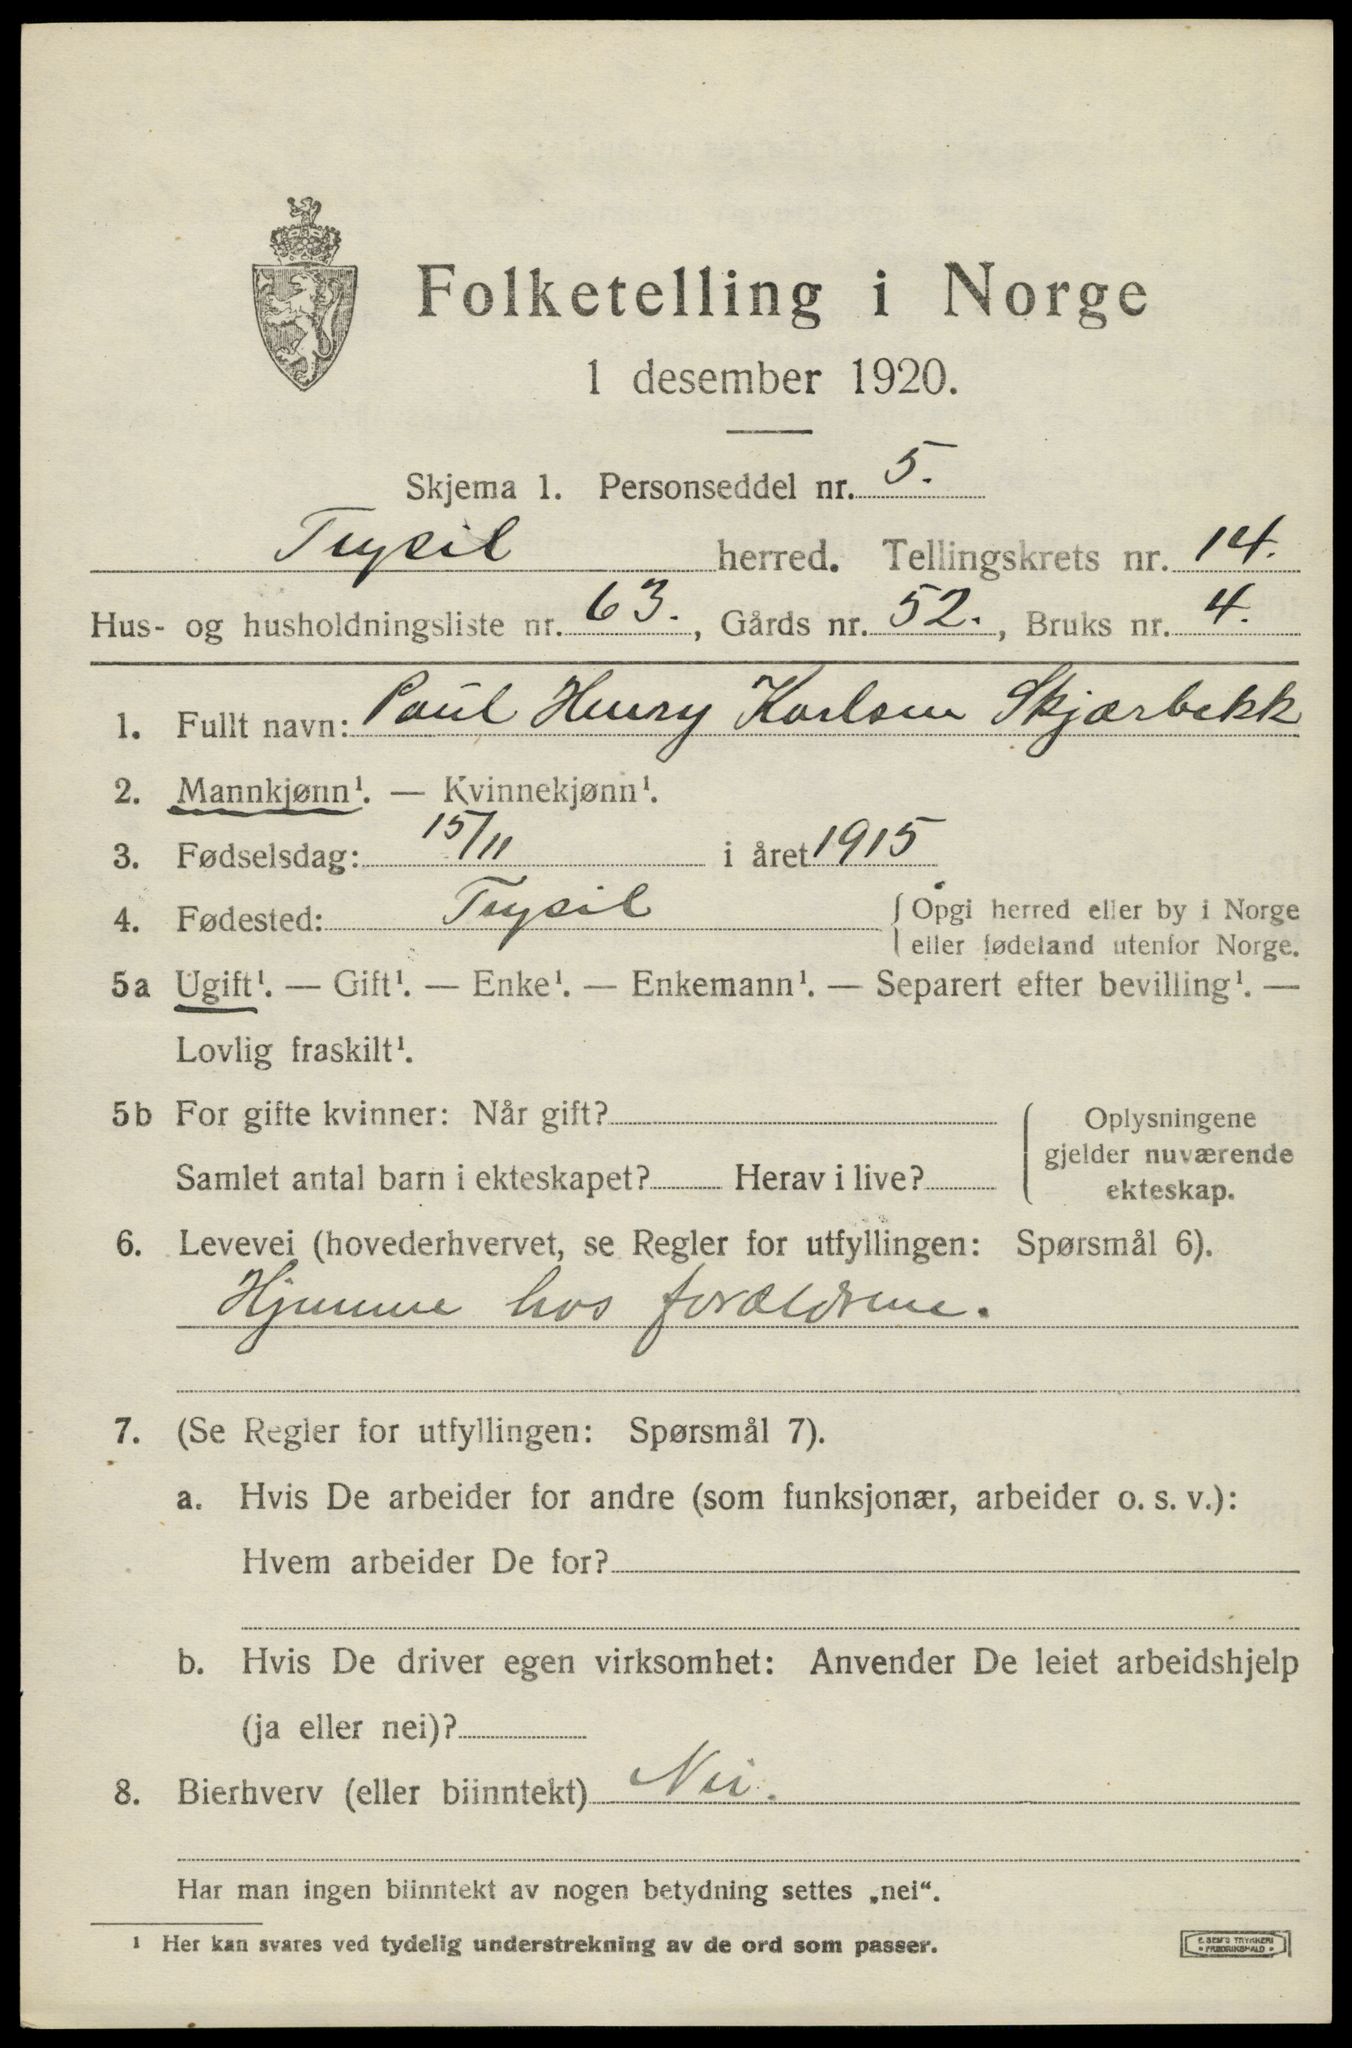 Folketelling i Norge
1 desember 1920.
Skjema 1. Personseddel nr. 5.
Trysil herred. Tellingskrets nr. 14.
Hus- og husholdningsliste nr. 63., Gårds nr. 52., Bruks nr. 4.
1. Fullt navn: Paul Henry Karlsen Skjærbekk
2. Mannkjønn¹. — Kvinnekjønn¹.
3. Fødselsdag: 15/11 i året 1915
4. Fødested: Trysil { Opgi herred eller by i Norge
eller fødeland utenfor Norge.
5a Ugift¹. — Gift¹. — Enke¹. — Enkemann¹. — Separert efter bevilling¹. —
Lovlig fraskilt¹.
5b For gifte kvinner: Når gift?
Samlet antal barn i ekteskapet? Herav i live?
Oplysningene
gjelder nuværende
ekteskap.
6. Levevei (hovederhvervet, se Regler for utfyllingen: Spørsmål 6).
Hjemme hos forældrene.
7. (Se Regler for utfyllingen: Spørsmål 7).
a. Hvis De arbeider for andre (som funksjonær, arbeider o. s. v.):
Hvem arbeider De for?
b. Hvis De driver egen virksomhet: Anvender De leiet arbeidshjelp
(ja eller nei)?
8. Bierhverv (eller biinntekt) Nei.
Har man ingen biinntekt av nogen betydning settes „nei“.
¹ Her kan svares ved tydelig understrekning av de ord som passer.
E. SEM'S TRYKKERI
• FREDRIKSHALD •